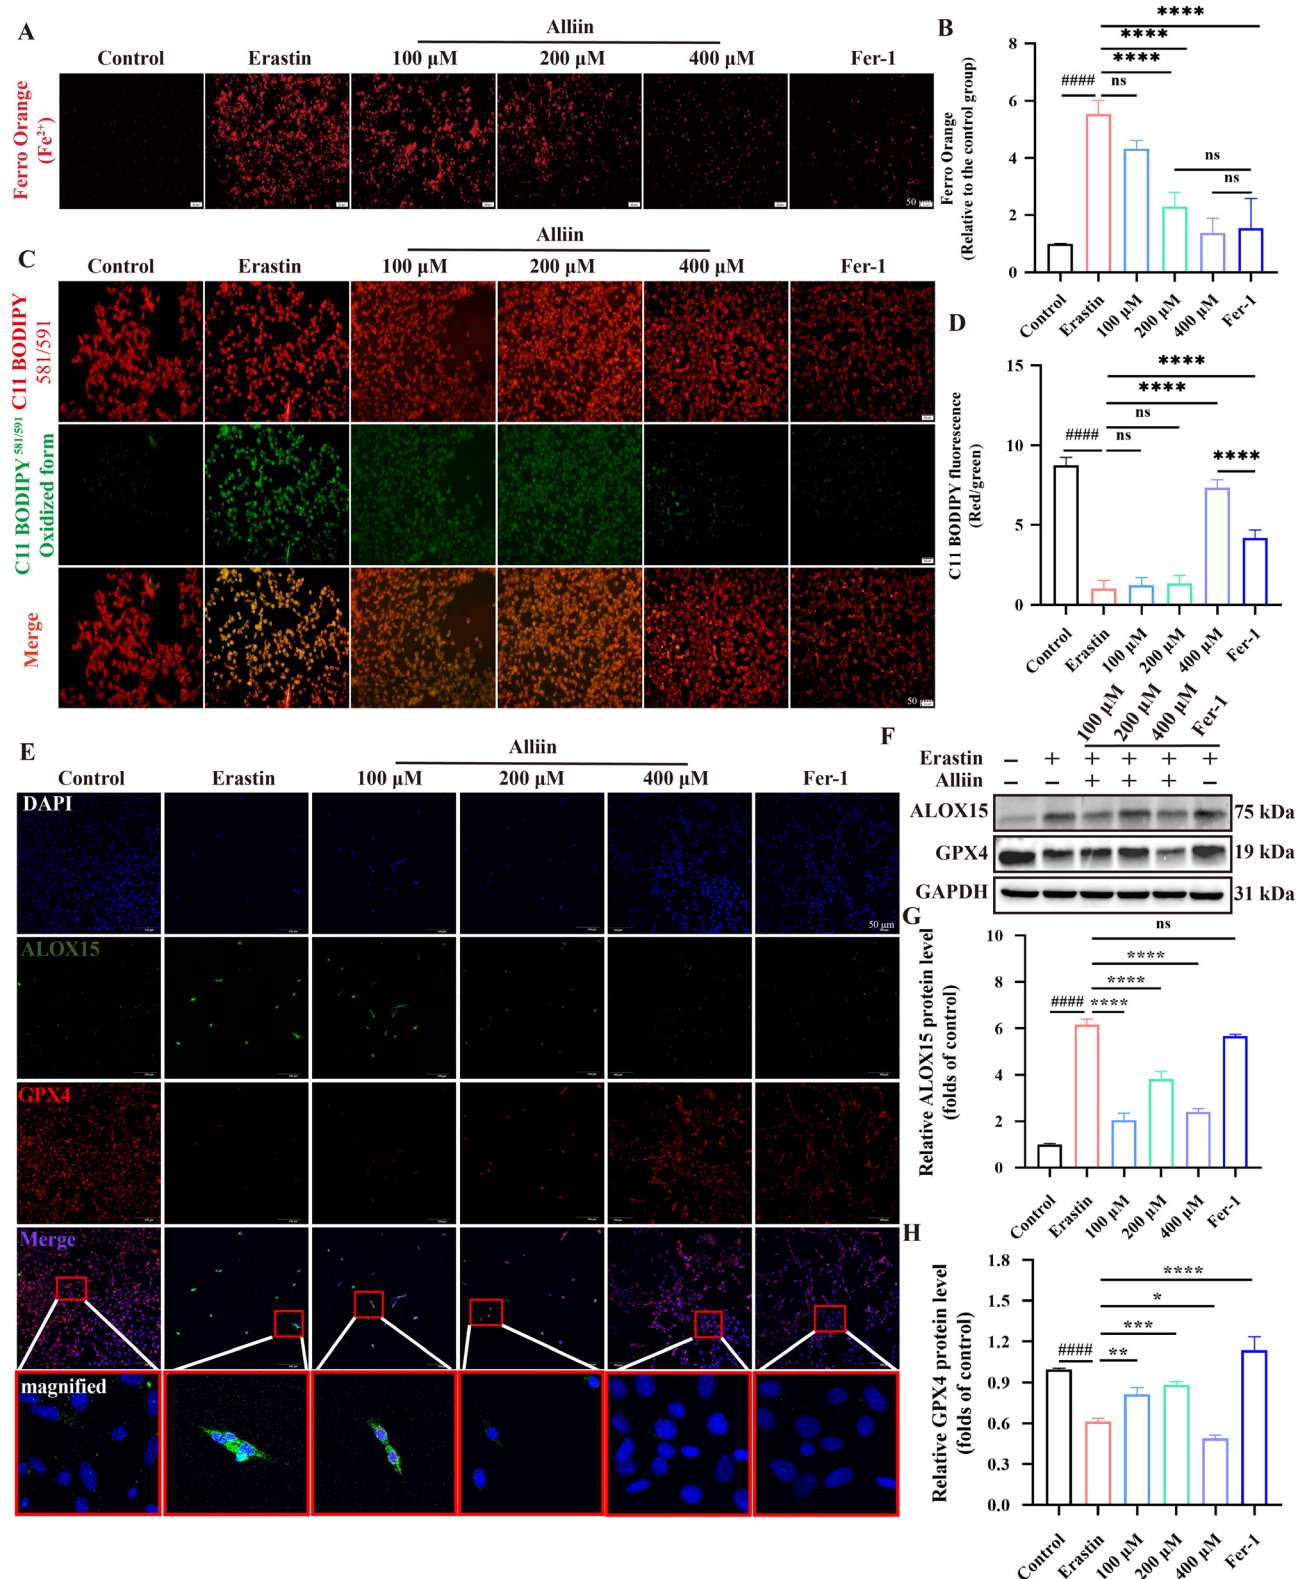 A
Alliin
Control Erastin 100 μM 200 μM 400 μM Fer-1
Ferro Orange
(Fe²⁺)
50 μm
B
Ferro Orange
(Relative to the control group)
8
6
4
2
0
####
ns
****
****
****
ns
ns
Control Erastin 100 μM 200 μM 400 μM Fer-1
C
Alliin
Control Erastin 100 μM 200 μM 400 μM Fer-1
C11 BODIPY
581/591
C11 BODIPY⁵⁸¹/⁵⁹¹
Oxidized form
Merge
50 μm
D
C11 BODIPY fluorescence
(Red/green)
15
10
5
0
####
ns
ns
****
****
****
Control Erastin 100 μM 200 μM 400 μM Fer-1
E
Alliin
Control Erastin 100 μM 200 μM 400 μM Fer-1
DAPI
50 μm
ALOX15
GPX4
Merge
magnified
F
100 μM 200 μM 400 μM Fer-1
Erastin − + + + + +
Alliin − − + + + −
ALOX15 75 kDa
GPX4 19 kDa
GAPDH 31 kDa
G
Relative ALOX15 protein level
(folds of control)
10
8
6
4
2
0
####
****
****
****
ns
Control Erastin 100 μM 200 μM 400 μM Fer-1
H
Relative GPX4 protein level
(folds of control)
1.8
1.5
1.2
0.9
0.6
0.3
0.0
####
**
***
*
****
Control Erastin 100 μM 200 μM 400 μM Fer-1